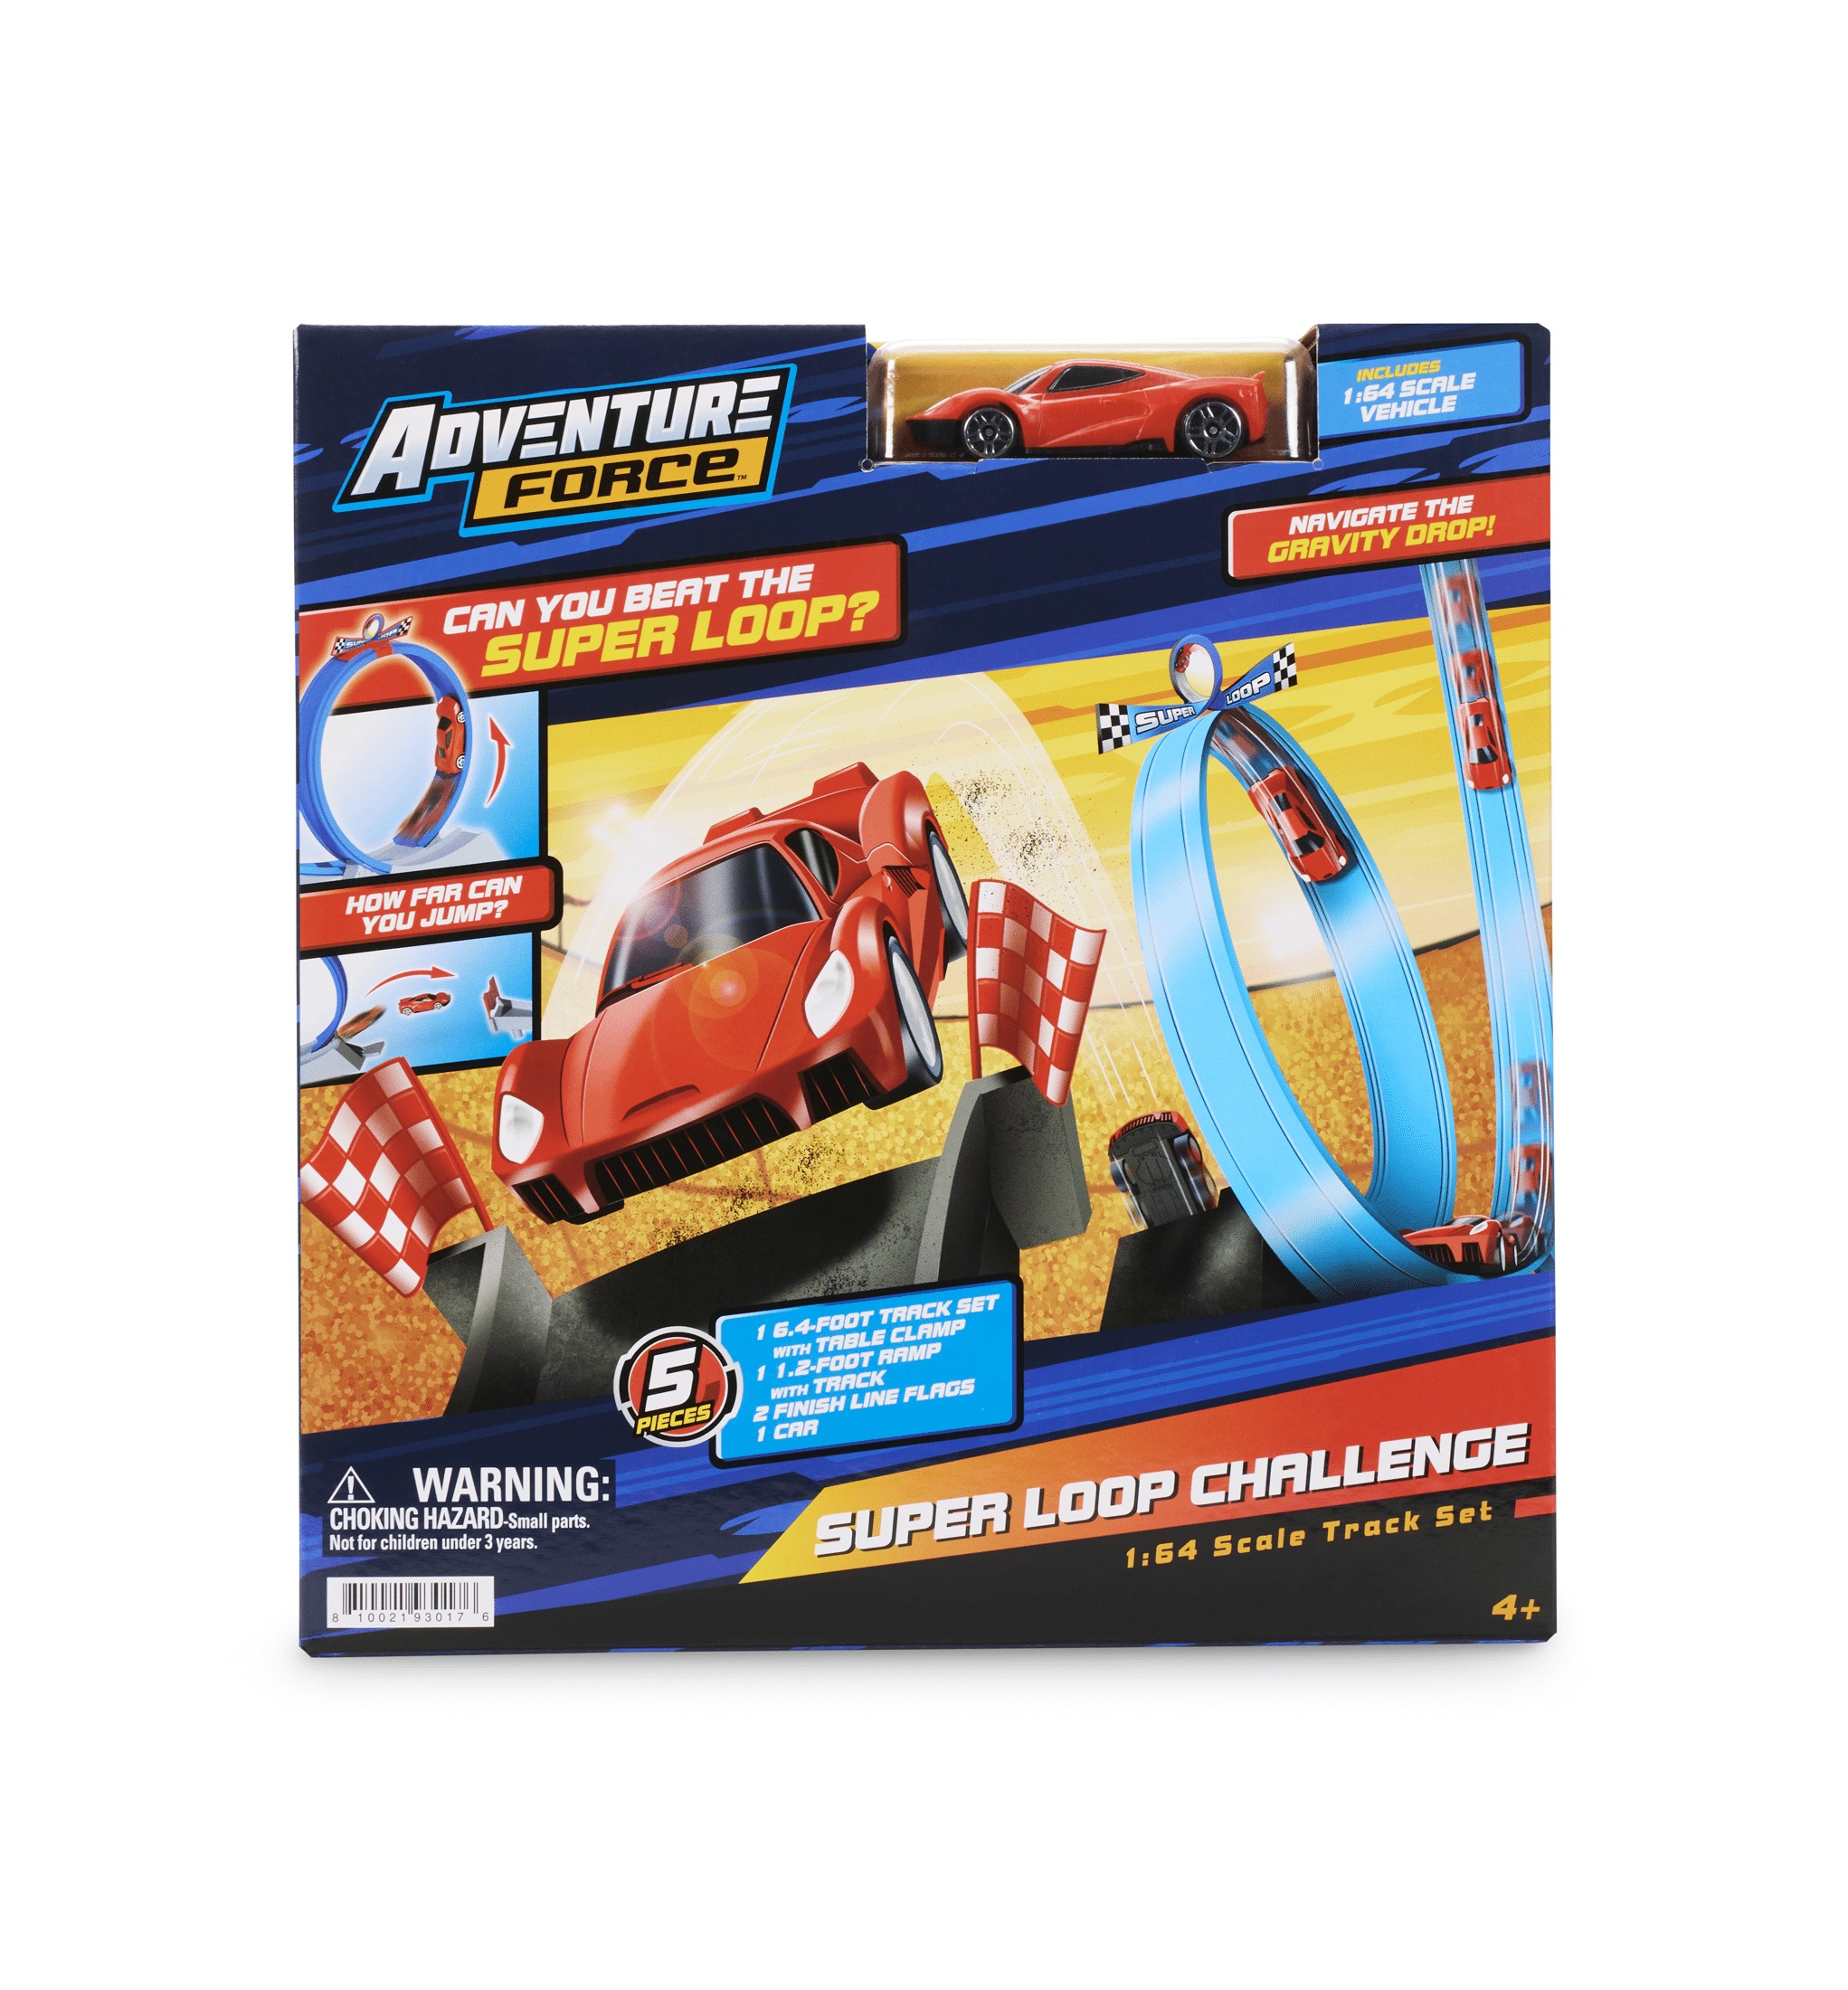 ADVENTURE
FORCE™
INCLUDES
1:64 SCALE
VEHICLE
NAVIGATE THE
GRAVITY DROP!
CAN YOU BEAT THE
SUPER LOOP?
SUPER LOOP
SUPER LOOP
HOW FAR CAN
YOU JUMP?
5
PIECES
1 6.4-FOOT TRACK SET
WITH TABLE CLAMP
1 1.2-FOOT RAMP
WITH TRACK
2 FINISH LINE FLAGS
1 CAR
WARNING:
CHOKING HAZARD-Small parts.
Not for children under 3 years.
SUPER LOOP CHALLENGE
1:64 Scale Track Set
4+
8 10021 93017 6